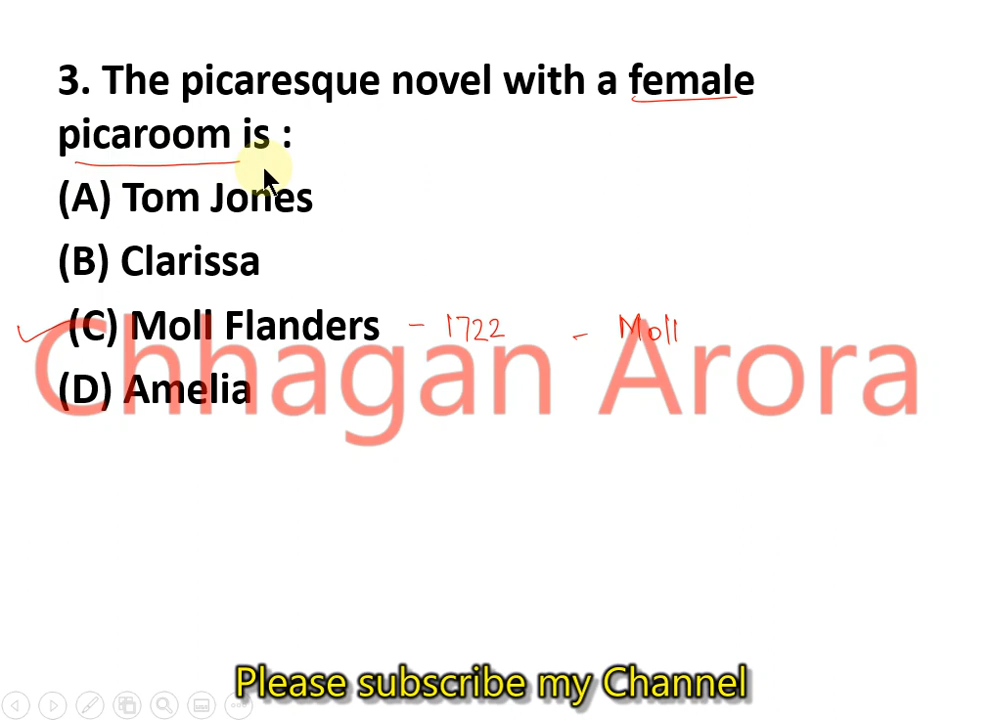 3. The picaresque novel with a female
picaroom is :
(A) Tom Jones
(B) Clarissa
(C) Moll Flanders - 1722 - Moll
(D) Amelia
Chhagan Arora
Please subscribe my Channel